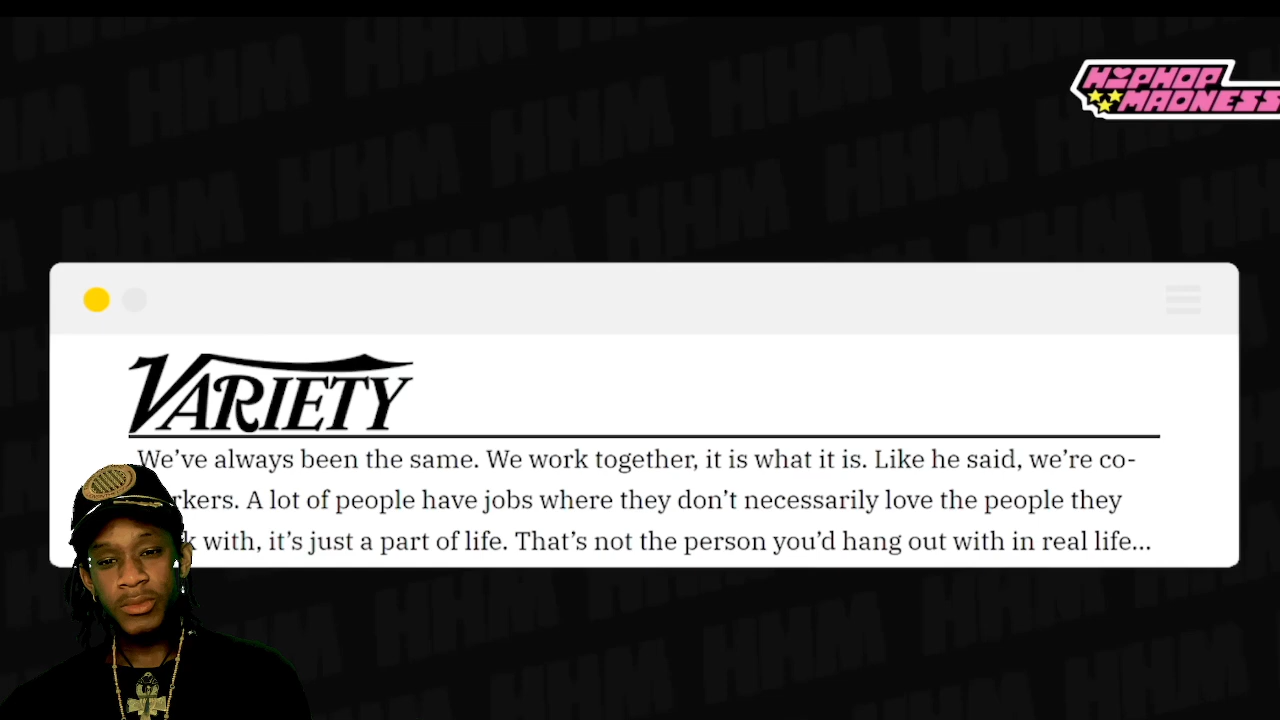 HIPHOP
MADNESS
VARIETY
We've always been the same. We work together, it is what it is. Like he said, we're co-
rkers. A lot of people have jobs where they don't necessarily love the people they
k with, it's just a part of life. That's not the person you'd hang out with in real life...